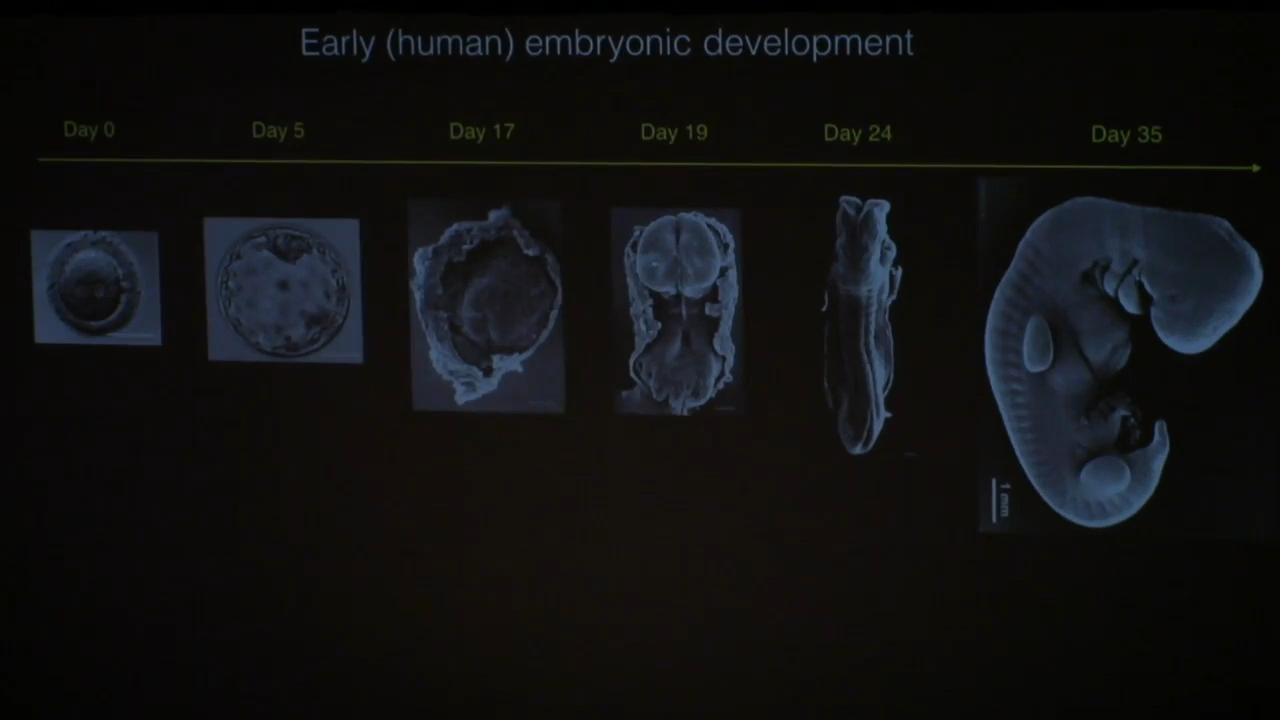 Early (human) embryonic development
Day 0
Day 5
Day 17
Day 19
Day 24
Day 35
1 mm